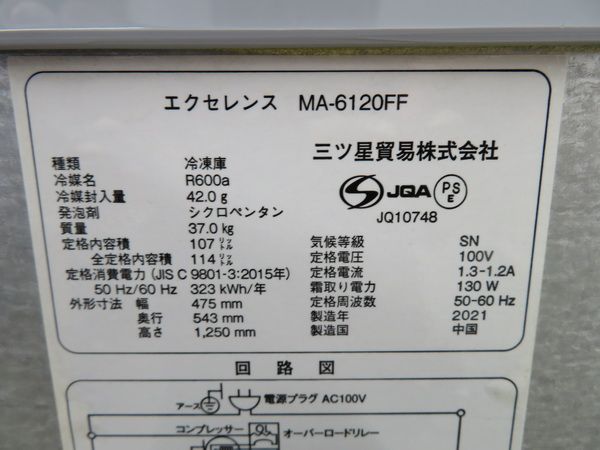 エクセレンス MA-6120FF
種類 冷凍庫
冷媒名 R600a
冷媒封入量 42.0 g
発泡剤 シクロペンタン
質量 37.0 kg
定格内容積 107 リットル
全定格内容積 114 リットル
定格消費電力 (JIS C 9801-3:2015年)
50 Hz/60 Hz 323 kWh/年
外形寸法 幅 475 mm
奥行 543 mm
高さ 1,250 mm
三ツ星貿易株式会社
JQA PSE
JQ10748
気候等級 SN
定格電圧 100V
定格電流 1.3-1.2A
霜取り電力 130 W
定格周波数 50-60 Hz
製造年 2021
製造国 中国
回路図
アース 電源プラグ AC100V
コンプレッサー オーバーロードリレー